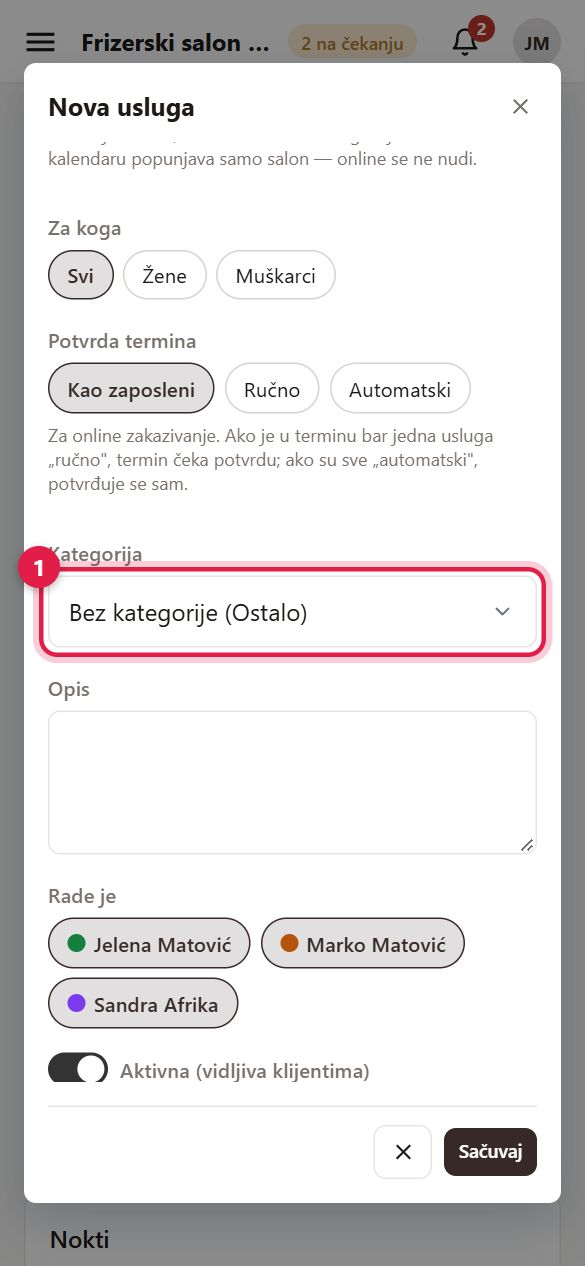 Frizerski salon ...
2 na čekanju
2
JM
Nova usluga
kalendaru popunjava samo salon — online se ne nudi.
Za koga
Svi
Žene
Muškarci
Potvrda termina
Kao zaposleni
Ručno
Automatski
Za online zakazivanje. Ako je u terminu bar jedna usluga
„ručno", termin čeka potvrdu; ako su sve „automatski",
potvrđuje se sam.
Kategorija
1
Bez kategorije (Ostalo)
Opis
Rade je
Jelena Matović
Marko Matović
Sandra Afrika
Aktivna (vidljiva klijentima)
Sačuvaj
Nokti